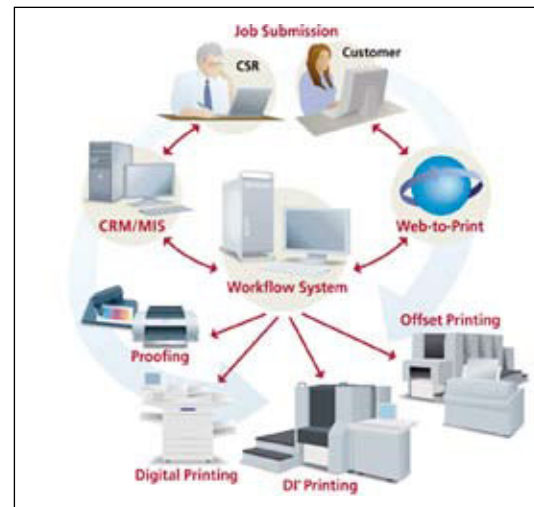 Job Submission
CSR
Customer
CRM/MIS
Web-to-Print
Workflow System
Offset Printing
Proofing
Digital Printing
DI® Printing